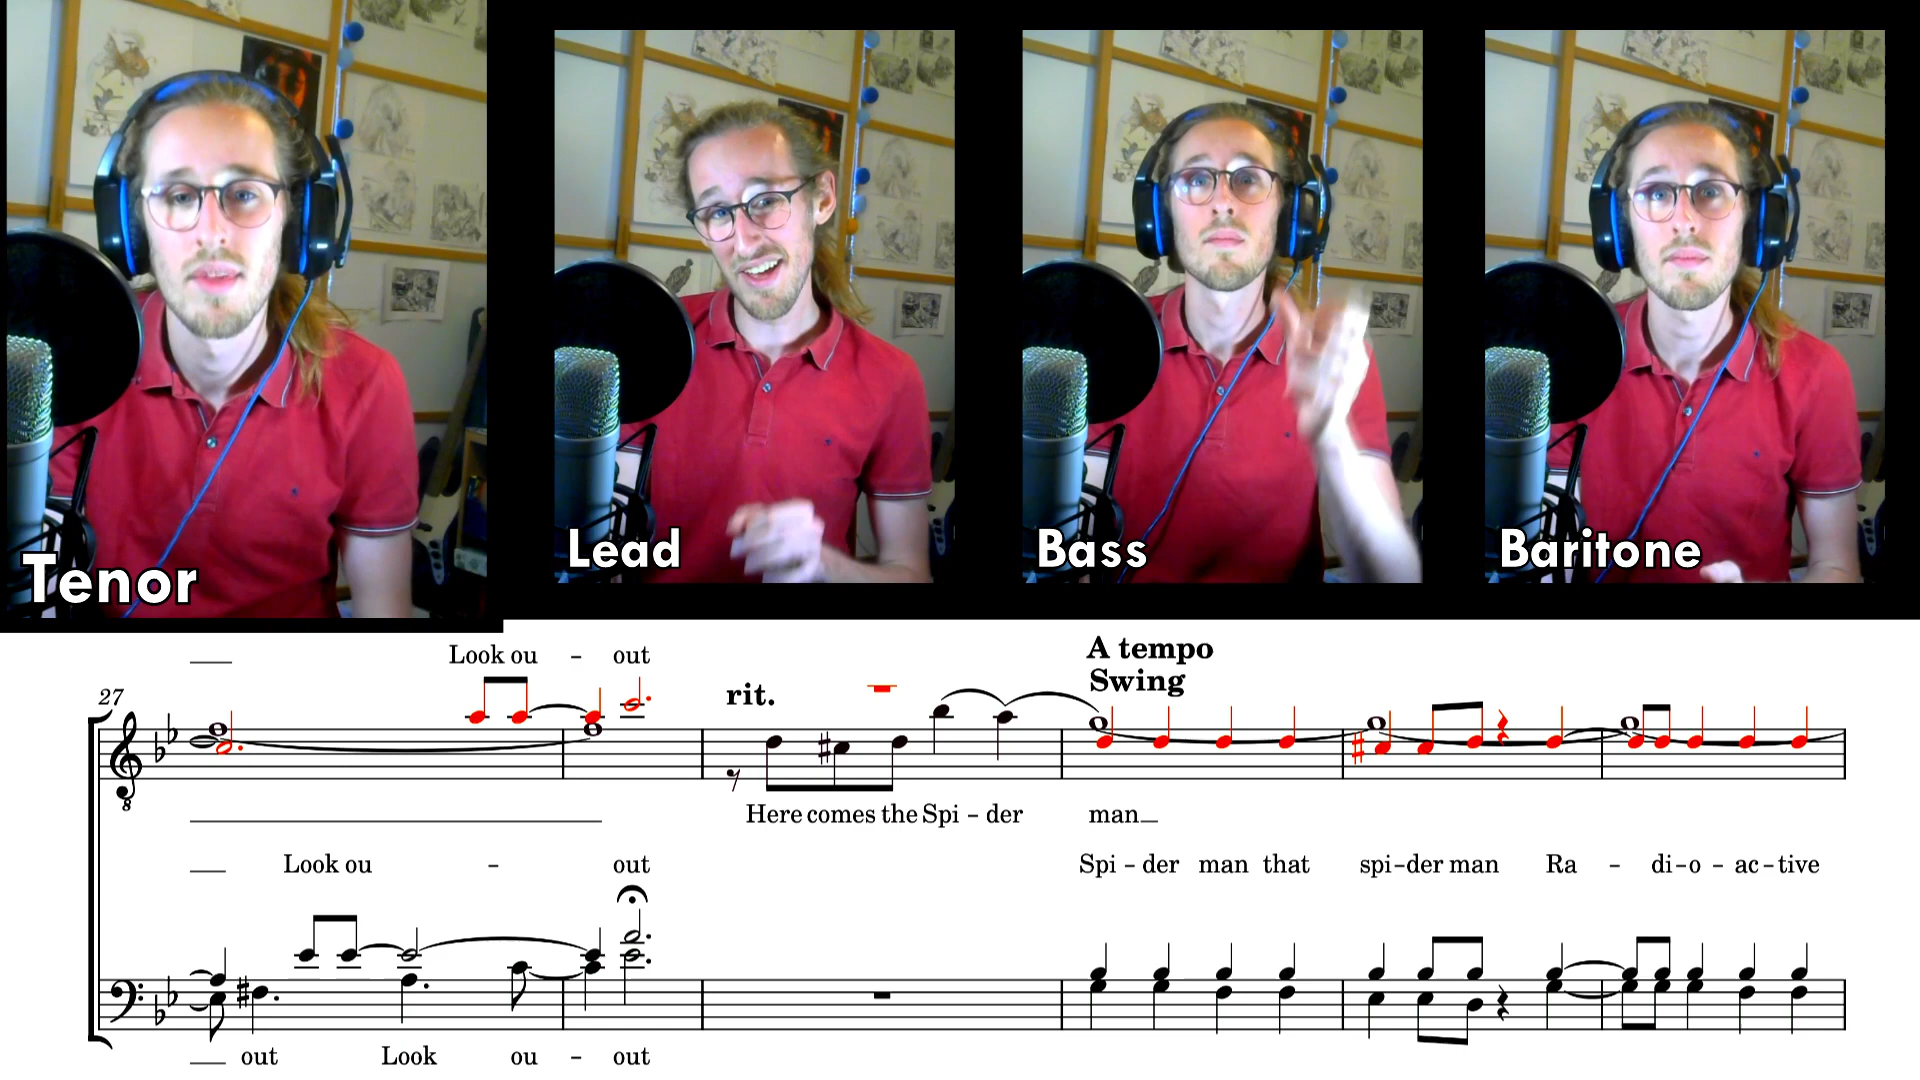 Tenor
Lead
Bass
Baritone
Look ou - out
A tempo
Swing
27
rit.
8
Here comes the Spi - der man
Look ou - out Spi - der man that spi - der man Ra - di - o - ac - tive
out Look ou - out